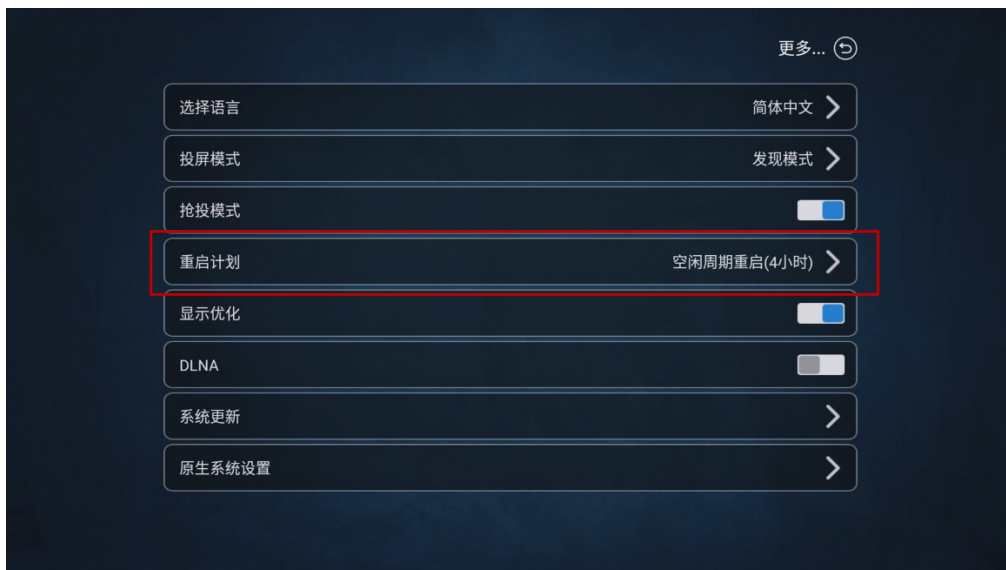 更多...
选择语言 简体中文
投屏模式 发现模式
抢投模式
重启计划 空闲周期重启(4小时)
显示优化
DLNA
系统更新
原生系统设置